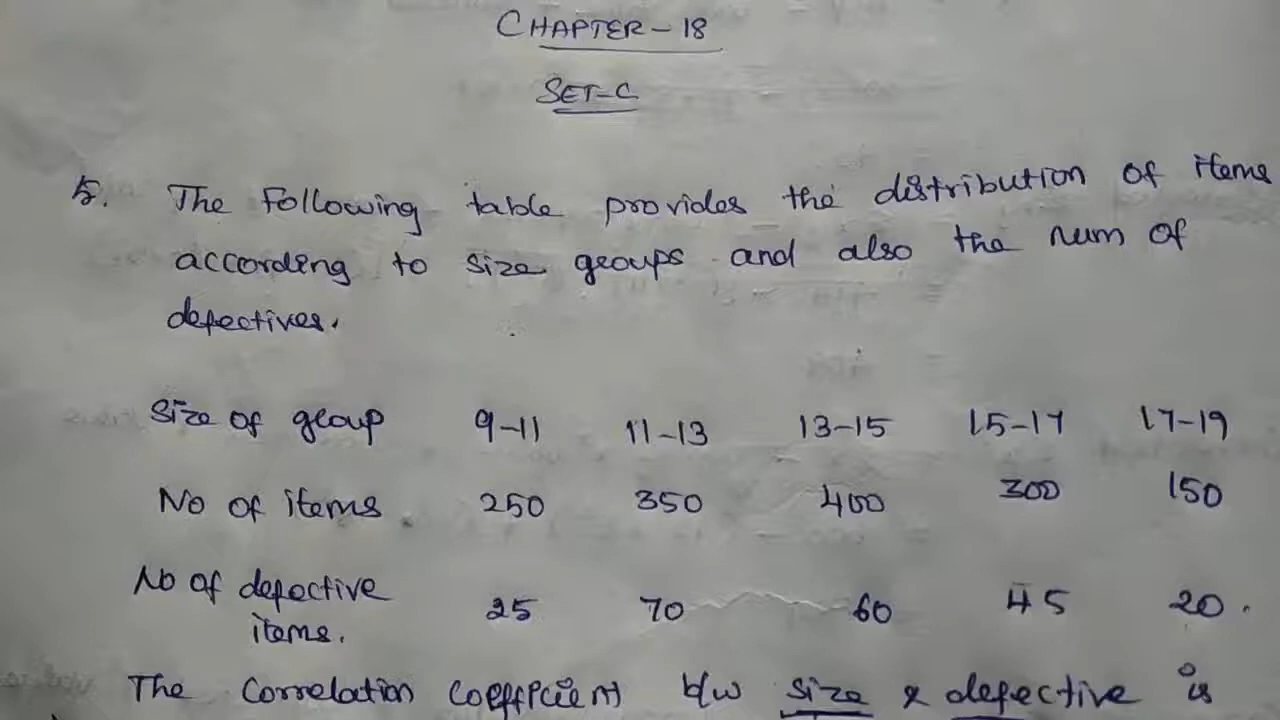 CHAPTER-18
SET-C
5. The Following table provides the distribution of items
according to size groups and also the num of
defectives.
Size of group 9-11 11-13 13-15 15-17 17-19
No of items 250 350 400 300 150
No of defective 25 70 60 45 20.
items.
The Correlation Coefficient b/w size & defective is